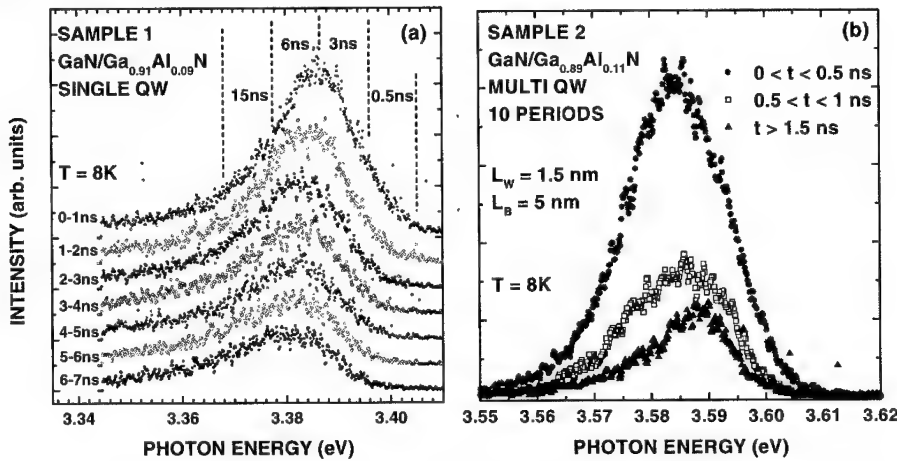 SAMPLE 1
(a)
GaN/Ga0.91Al0.09N
SINGLE QW
6ns
3ns
15ns
0.5ns
T = 8K
0-1ns
1-2ns
2-3ns
3-4ns
4-5ns
5-6ns
6-7ns
INTENSITY (arb. units)
3.34 3.36 3.38 3.40
PHOTON ENERGY (eV)
SAMPLE 2
(b)
GaN/Ga0.89Al0.11N
MULTI QW
10 PERIODS
0 < t < 0.5 ns
0.5 < t < 1 ns
t > 1.5 ns
LW = 1.5 nm
LB = 5 nm
T = 8K
3.55 3.56 3.57 3.58 3.59 3.60 3.61 3.62
PHOTON ENERGY (eV)